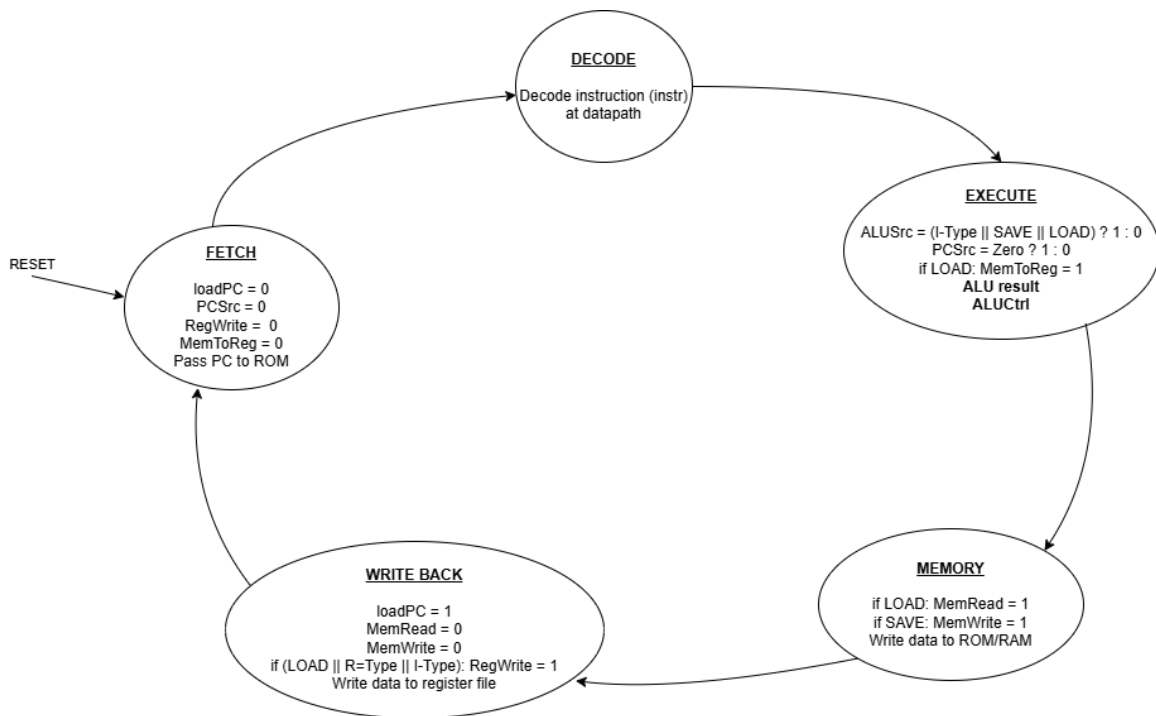 DECODE
Decode instruction (instr)
at datapath
EXECUTE
ALUSrc = (I-Type || SAVE || LOAD) ? 1 : 0
PCSrc = Zero ? 1 : 0
if LOAD: MemToReg = 1
ALU result
ALUCtrl
RESET
FETCH
loadPC = 0
PCSrc = 0
RegWrite = 0
MemToReg = 0
Pass PC to ROM
WRITE BACK
loadPC = 1
MemRead = 0
MemWrite = 0
if (LOAD || R=Type || I-Type): RegWrite = 1
Write data to register file
MEMORY
if LOAD: MemRead = 1
if SAVE: MemWrite = 1
Write data to ROM/RAM